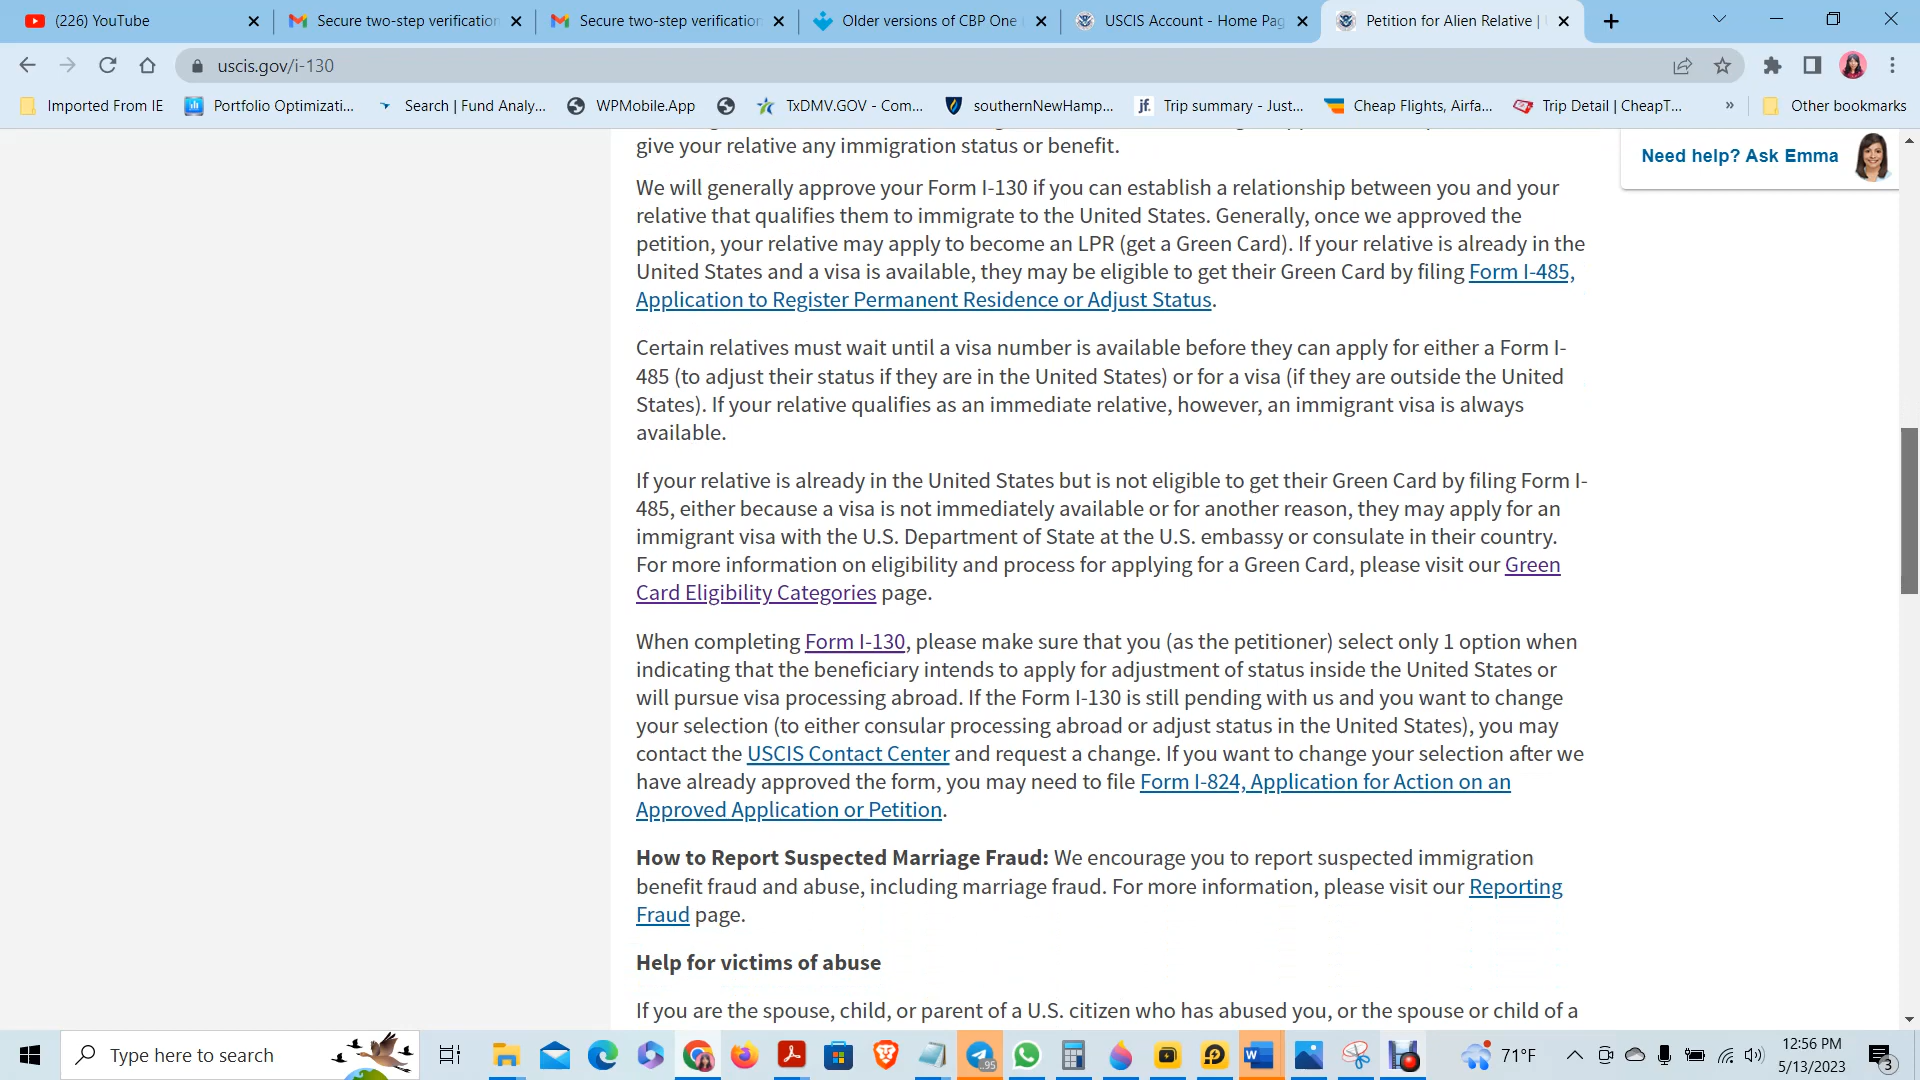 (226) YouTube
Secure two-step verification
Secure two-step verification
Older versions of CBP One
USCIS Account - Home Pag
Petition for Alien Relative |
uscis.gov/i-130
Imported From IE
Portfolio Optimizati...
Search | Fund Analy...
WPMobile.App
TxDMV.GOV - Com...
southernNewHamp...
jf. Trip summary - Just...
Cheap Flights, Airfa...
Trip Detail | CheapT...
»
Other bookmarks
Need help? Ask Emma
give your relative any immigration status or benefit.
We will generally approve your Form I-130 if you can establish a relationship between you and your
relative that qualifies them to immigrate to the United States. Generally, once we approved the
petition, your relative may apply to become an LPR (get a Green Card). If your relative is already in the
United States and a visa is available, they may be eligible to get their Green Card by filing Form I-485,
Application to Register Permanent Residence or Adjust Status.
Certain relatives must wait until a visa number is available before they can apply for either a Form I-
485 (to adjust their status if they are in the United States) or for a visa (if they are outside the United
States). If your relative qualifies as an immediate relative, however, an immigrant visa is always
available.
If your relative is already in the United States but is not eligible to get their Green Card by filing Form I-
485, either because a visa is not immediately available or for another reason, they may apply for an
immigrant visa with the U.S. Department of State at the U.S. embassy or consulate in their country.
For more information on eligibility and process for applying for a Green Card, please visit our Green
Card Eligibility Categories page.
When completing Form I-130, please make sure that you (as the petitioner) select only 1 option when
indicating that the beneficiary intends to apply for adjustment of status inside the United States or
will pursue visa processing abroad. If the Form I-130 is still pending with us and you want to change
your selection (to either consular processing abroad or adjust status in the United States), you may
contact the USCIS Contact Center and request a change. If you want to change your selection after we
have already approved the form, you may need to file Form I-824, Application for Action on an
Approved Application or Petition.
How to Report Suspected Marriage Fraud: We encourage you to report suspected immigration
benefit fraud and abuse, including marriage fraud. For more information, please visit our Reporting
Fraud page.
Help for victims of abuse
If you are the spouse, child, or parent of a U.S. citizen who has abused you, or the spouse or child of a
Type here to search
.95
W
71°F
12:56 PM
5/13/2023
3